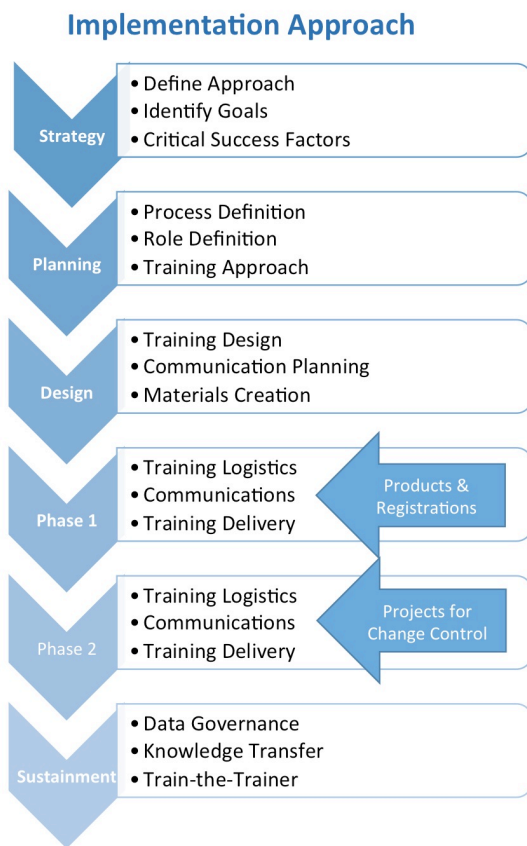 Implementation Approach
Strategy
• Define Approach
• Identify Goals
• Critical Success Factors
Planning
• Process Definition
• Role Definition
• Training Approach
Design
• Training Design
• Communication Planning
• Materials Creation
Phase 1
• Training Logistics
• Communications
• Training Delivery
Products &
Registrations
Phase 2
• Training Logistics
• Communications
• Training Delivery
Projects for
Change Control
Sustainment
• Data Governance
• Knowledge Transfer
• Train-the-Trainer